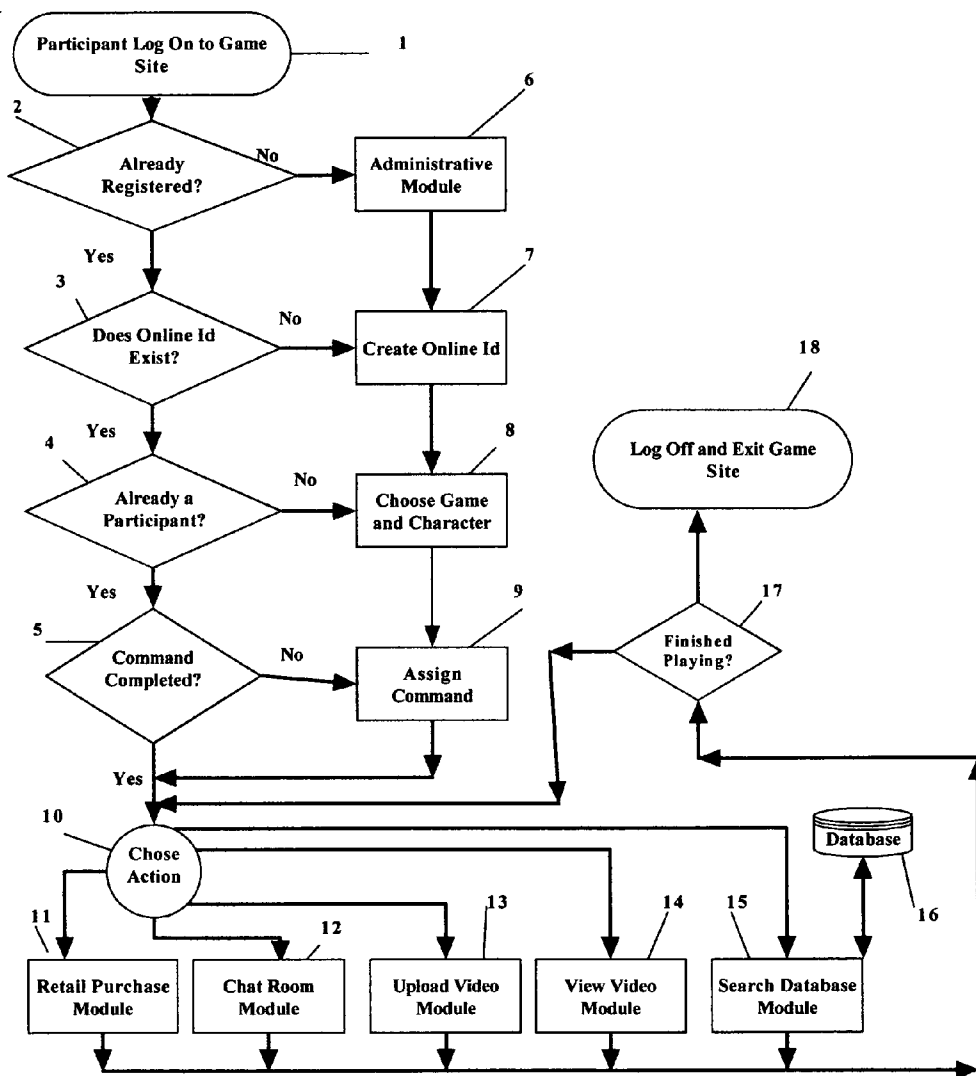 Participant Log On to Game
Site
1
2
Already
Registered?
No
6
Administrative
Module
Yes
3
Does Online Id
Exist?
No
7
Create Online Id
Yes
4
Already a
Participant?
No
8
Choose Game
and Character
18
Log Off and Exit Game
Site
Yes
5
Command
Completed?
No
9
Assign
Command
17
Finished
Playing?
Yes
10
Chose
Action
Database
16
11
Retail Purchase
Module
12
Chat Room
Module
13
Upload Video
Module
14
View Video
Module
15
Search Database
Module